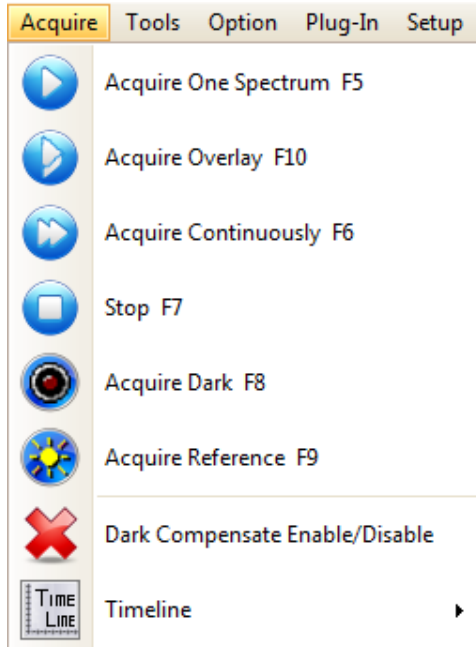 Acquire Tools Option Plug-In Setup
Acquire One Spectrum F5
Acquire Overlay F10
Acquire Continuously F6
Stop F7
Acquire Dark F8
Acquire Reference F9
Dark Compensate Enable/Disable
TIME
LINE
Timeline